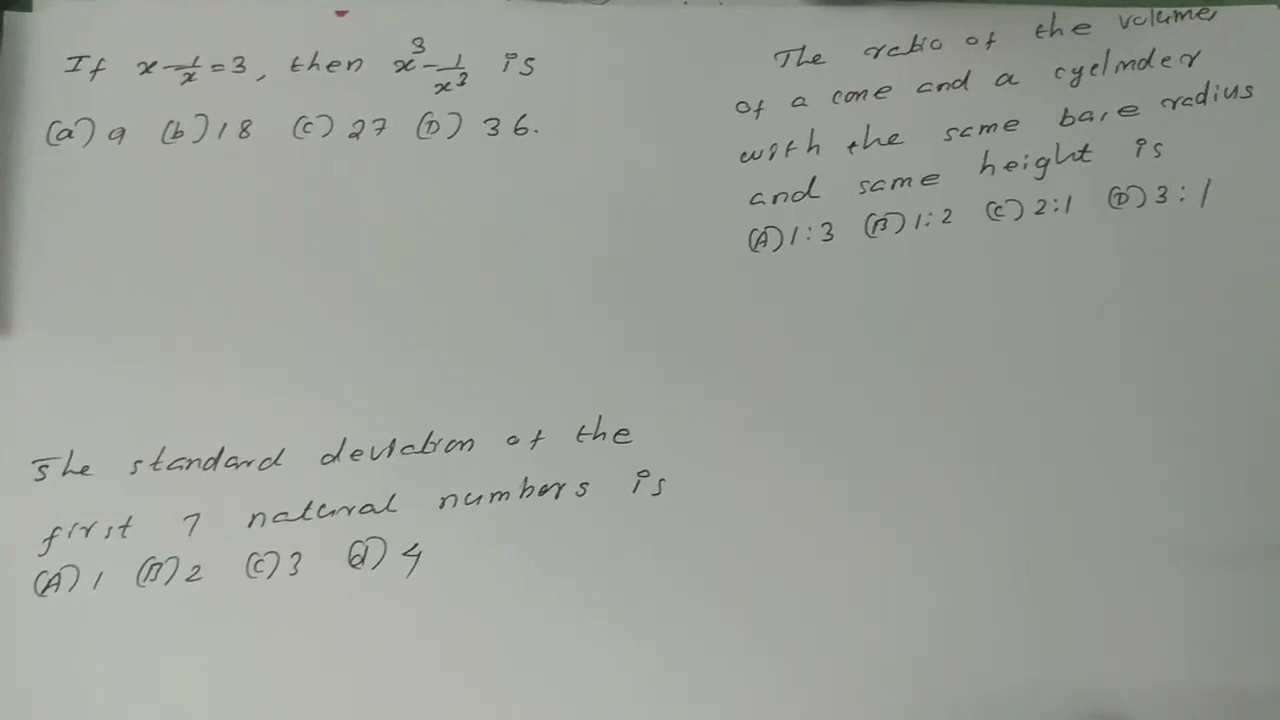 If x - 1/x = 3, then x³ - 1/x³ is
(a) 9 (b) 18 (c) 27 (D) 36.
The ratio of the volume,
of a cone and a cyelinder
with the same base radius
and same height is
(A) 1:3 (B) 1:2 (C) 2:1 (D) 3:1
The standard deviation of the
first 7 natural numbers is
(A) 1 (B) 2 (C) 3 (d) 4